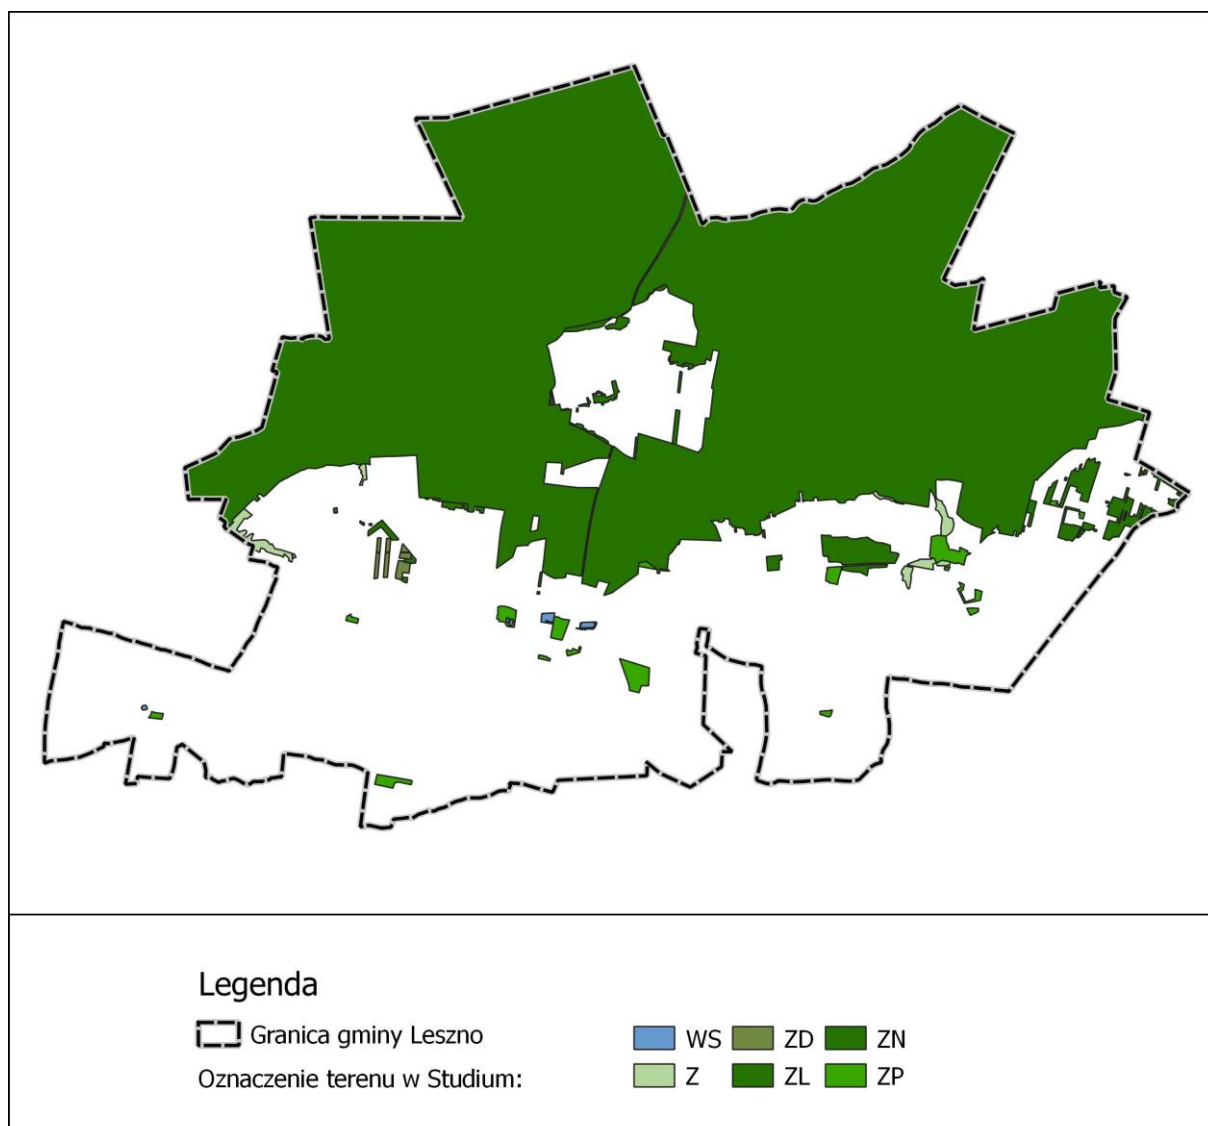 Legenda
Granica gminy Leszno
Oznaczenie terenu w Studium:
WS ZD ZN
Z ZL ZP